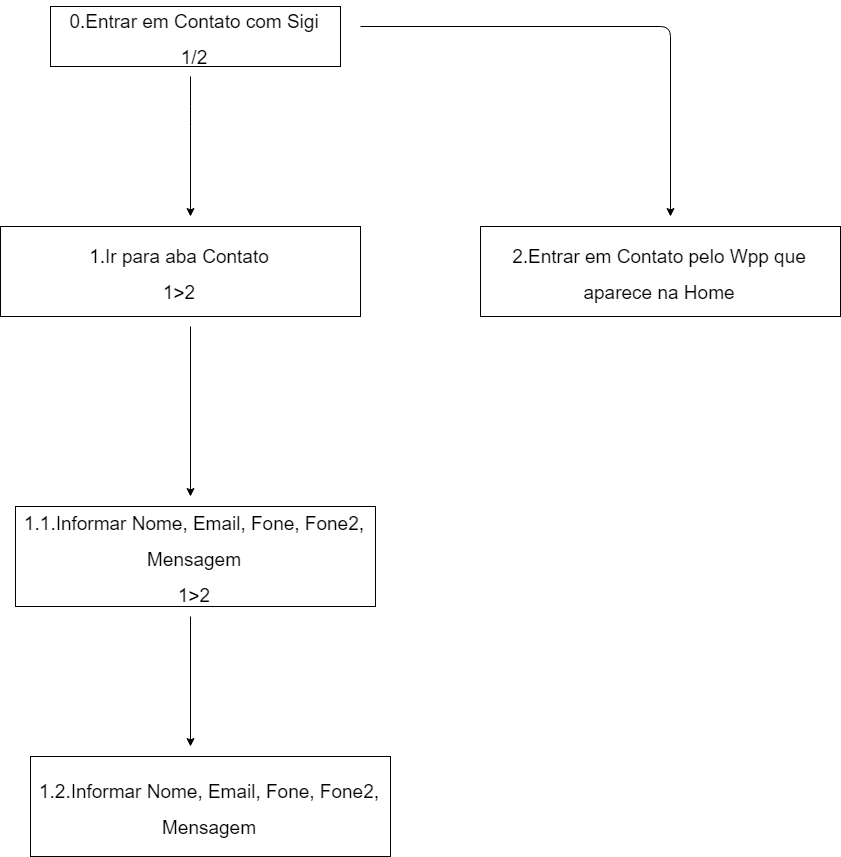 0.Entrar em Contato com Sigi
1/2
1.Ir para aba Contato
1>2
2.Entrar em Contato pelo Wpp que
aparece na Home
1.1.Informar Nome, Email, Fone, Fone2,
Mensagem
1>2
1.2.Informar Nome, Email, Fone, Fone2,
Mensagem